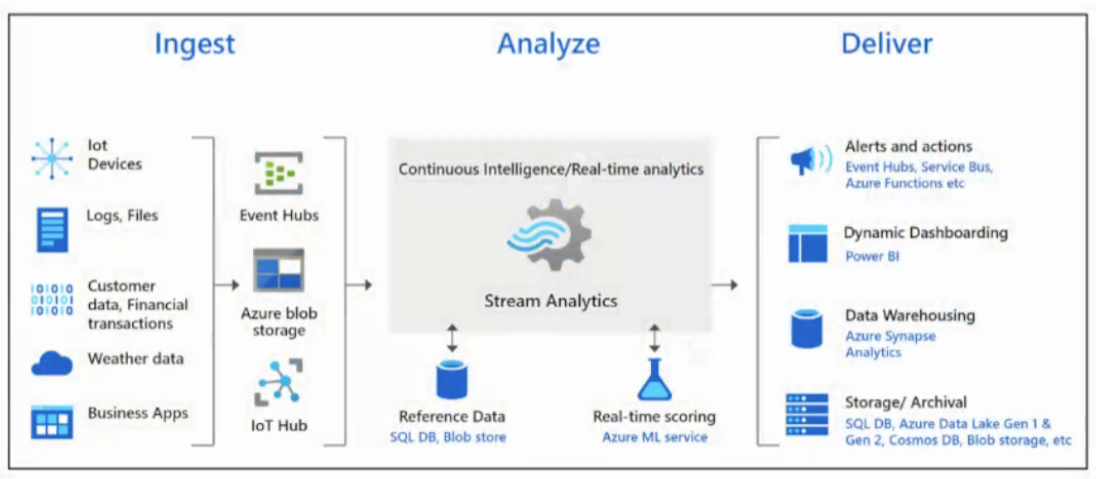 Ingest
Analyze
Deliver
Iot
Devices
Logs, Files
Customer
data, Financial
transactions
Weather data
Business Apps
Event Hubs
Azure blob
storage
IoT Hub
Continuous Intelligence/Real-time analytics
Stream Analytics
Reference Data
SQL DB, Blob store
Real-time scoring
Azure ML service
Alerts and actions
Event Hubs, Service Bus,
Azure Functions etc
Dynamic Dashboarding
Power BI
Data Warehousing
Azure Synapse
Analytics
Storage/ Archival
SQL DB, Azure Data Lake Gen 1 &
Gen 2, Cosmos DB, Blob storage, etc